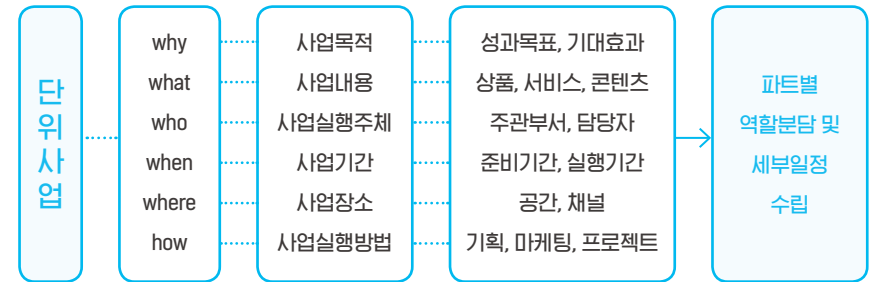 단위사업
why 사업목적 성과목표, 기대효과
what 사업내용 상품, 서비스, 콘텐츠
who 사업실행주체 주관부서, 담당자
when 사업기간 준비기간, 실행기간
where 사업장소 공간, 채널
how 사업실행방법 기획, 마케팅, 프로젝트
파트별
역할분담 및
세부일정
수립